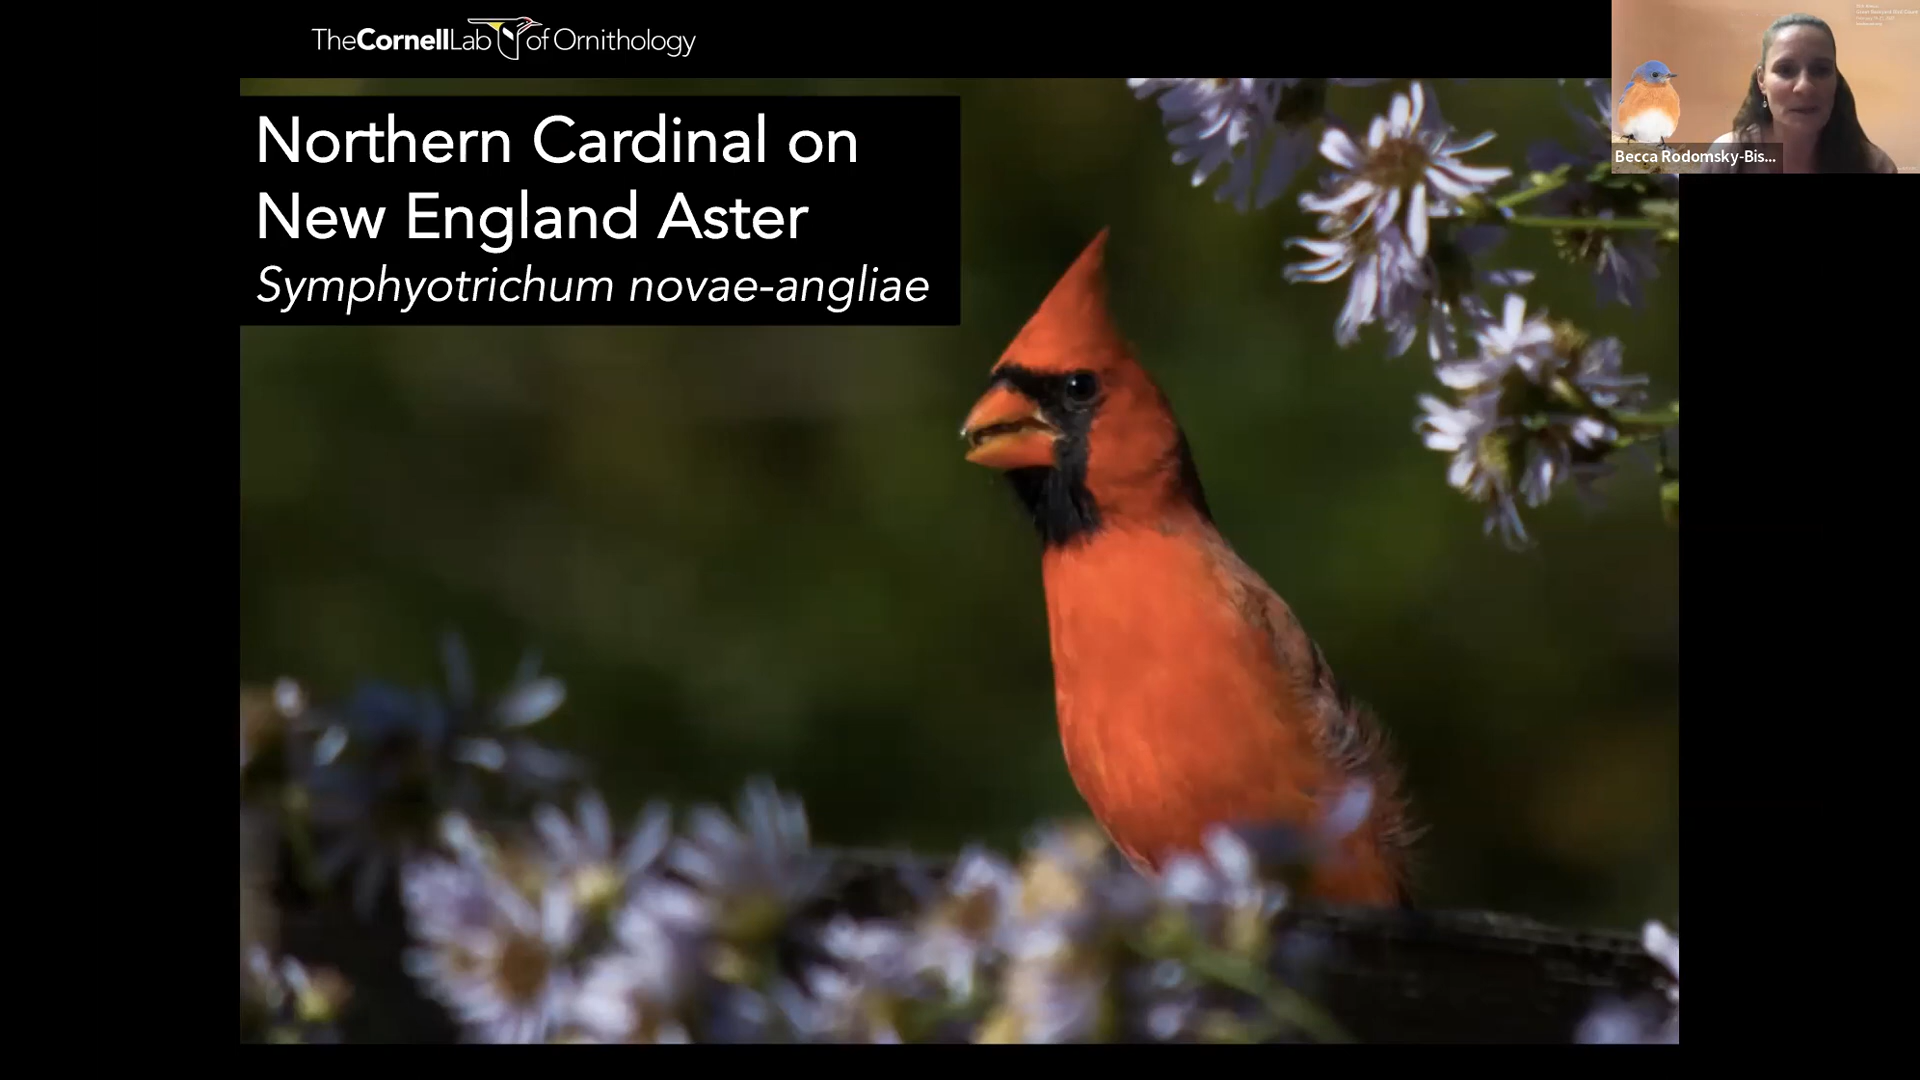 TheCornellLab of Ornithology
Northern Cardinal on
New England Aster
Symphyotrichum novae-angliae
Becca Rodomsky-Bis...